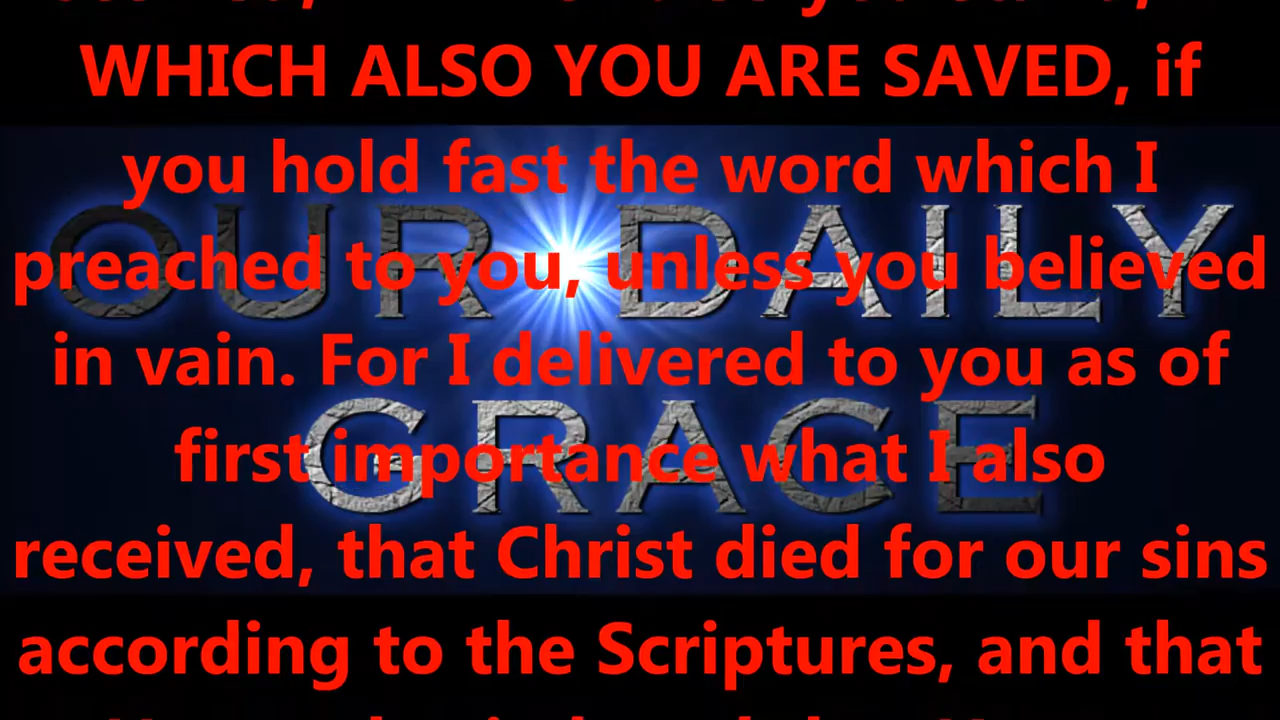 WHICH ALSO YOU ARE SAVED, if
you hold fast the word which I
OUR DAILY
preached to you, unless you believed
in vain. For I delivered to you as of
GRACE
first importance what I also
received, that Christ died for our sins
according to the Scriptures, and that